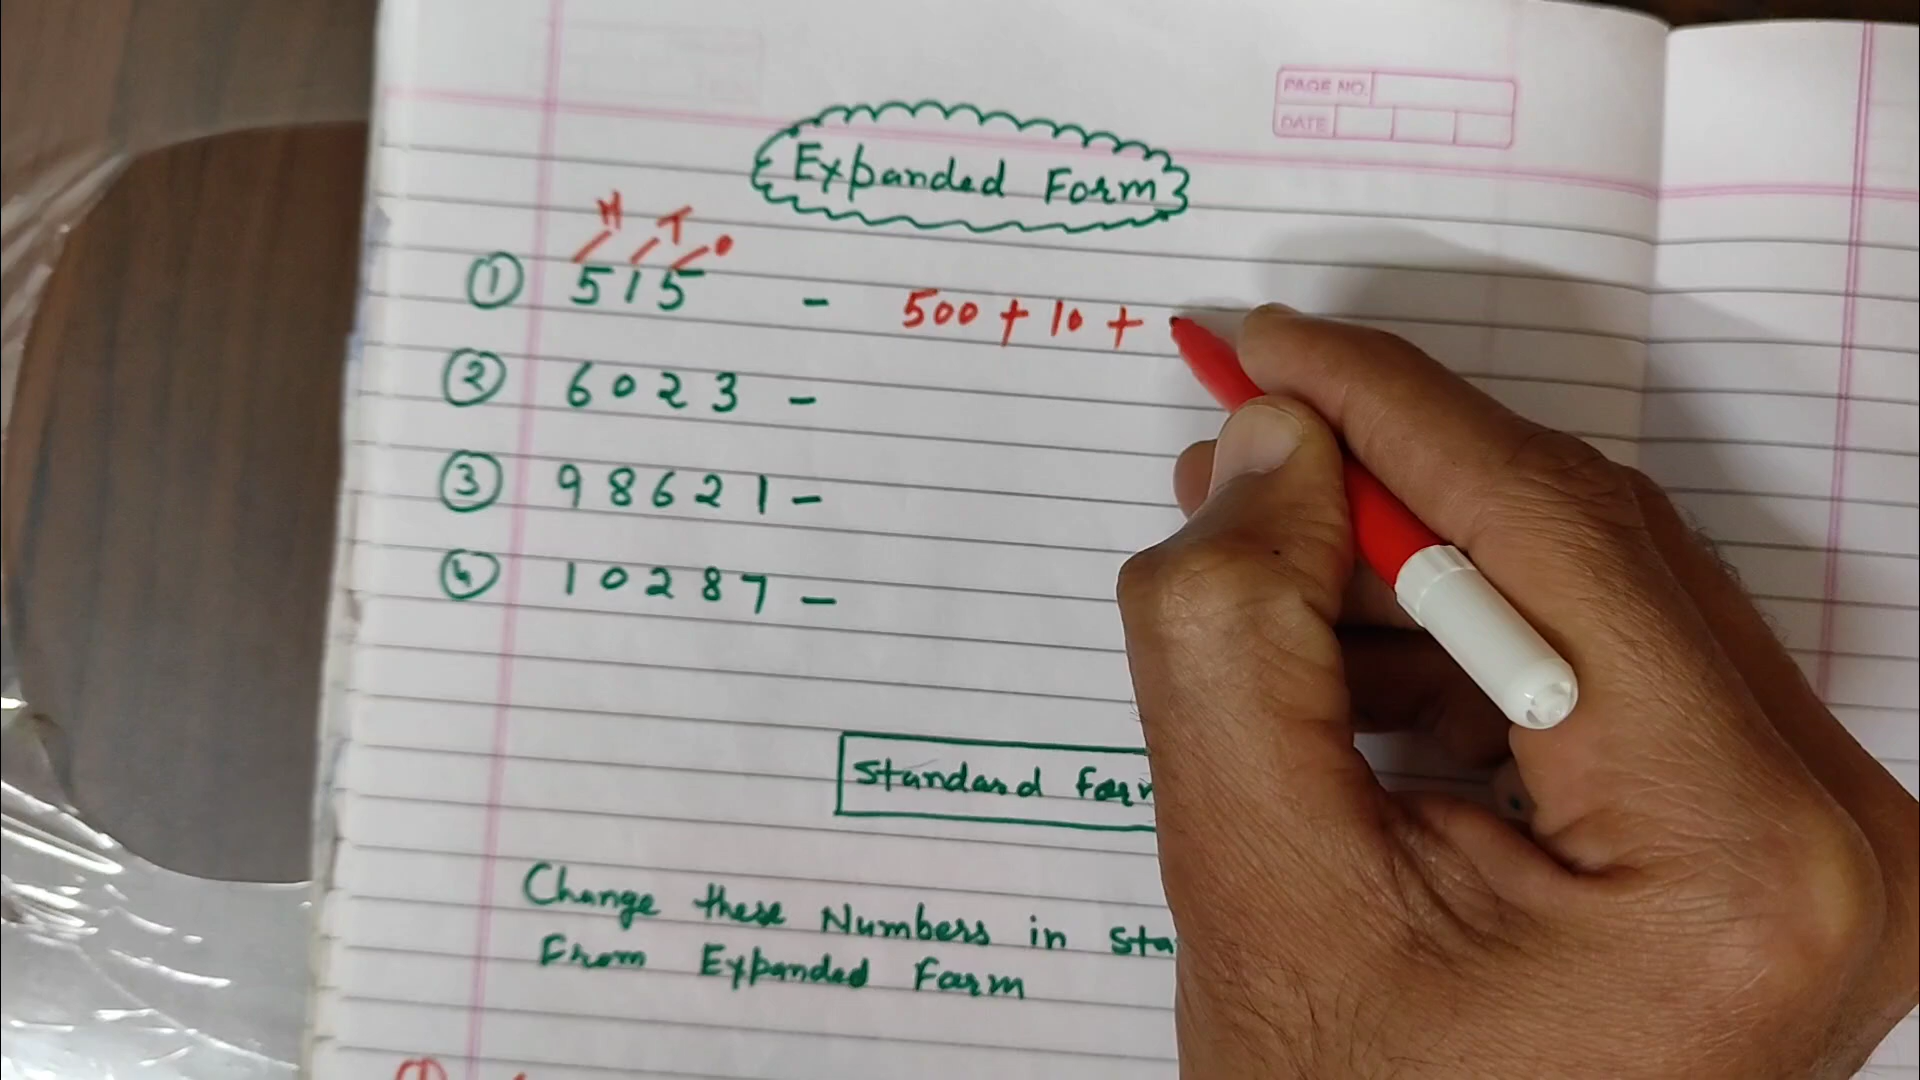 PAGE NO.
DATE
Expanded Form
H T O
① 515 - 500 + 10 +
② 6023 -
③ 98621 -
④ 10287 -
Standard
Change these Numbers in
From Expanded Farm